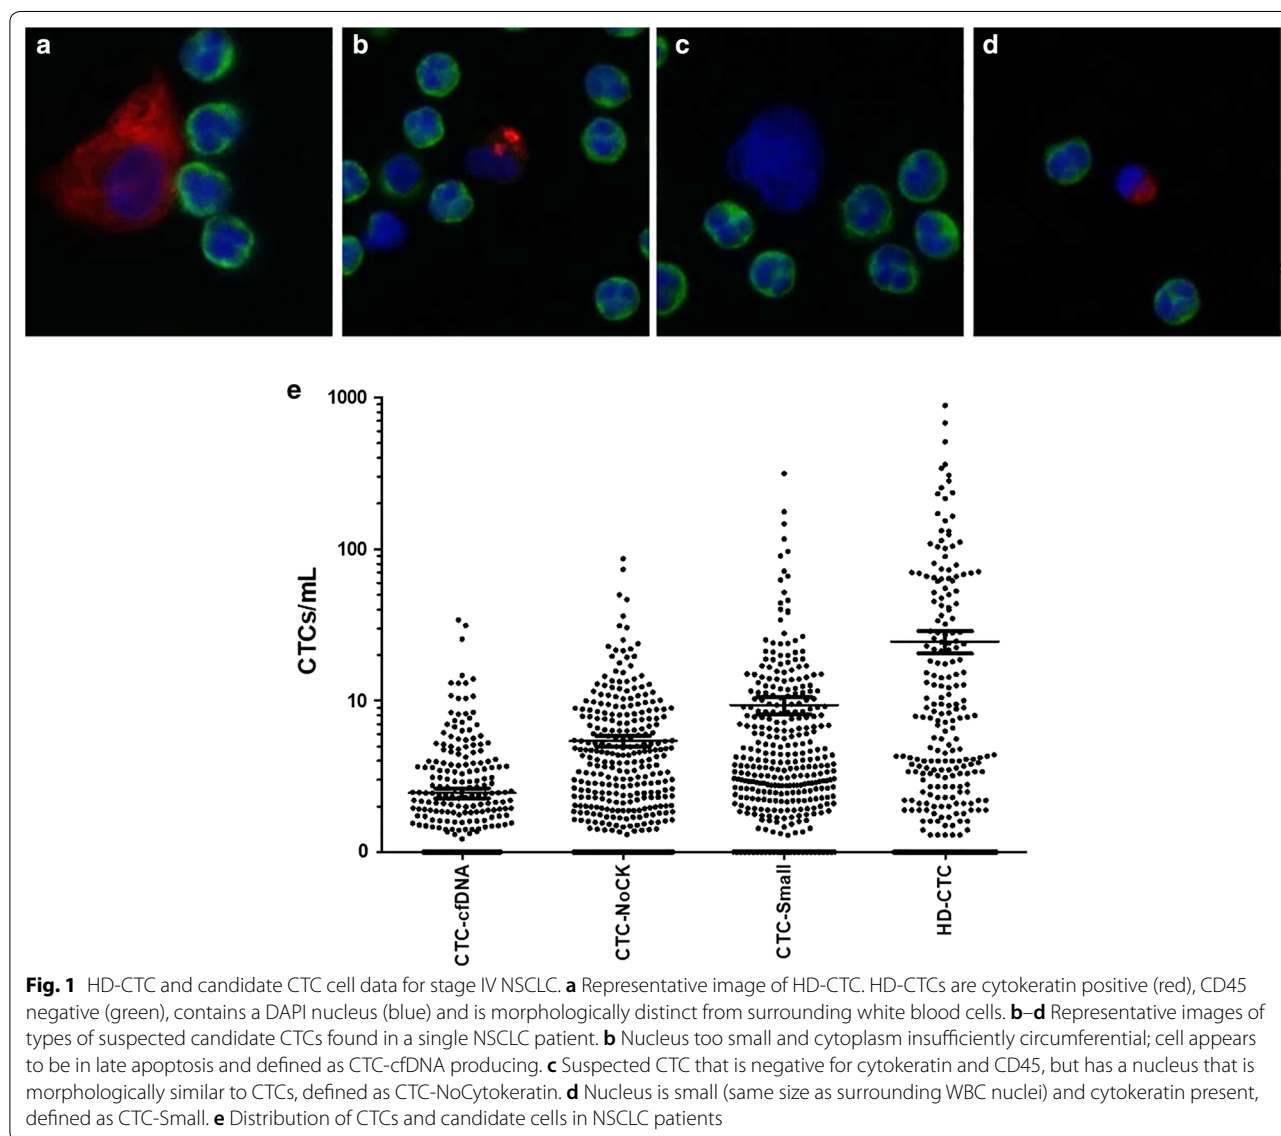 a b c d
e
1000
100
10
0
CTCs/mL
CTC-cfDNA
CTC-NoCK
CTC-Small
HD-CTC
Fig. 1 HD-CTC and candidate CTC cell data for stage IV NSCLC. a Representative image of HD-CTC. HD-CTCs are cytokeratin positive (red), CD45
negative (green), contains a DAPI nucleus (blue) and is morphologically distinct from surrounding white blood cells. b–d Representative images of
types of suspected candidate CTCs found in a single NSCLC patient. b Nucleus too small and cytoplasm insufficiently circumferential; cell appears
to be in late apoptosis and defined as CTC-cfDNA producing. c Suspected CTC that is negative for cytokeratin and CD45, but has a nucleus that is
morphologically similar to CTCs, defined as CTC-NoCytokeratin. d Nucleus is small (same size as surrounding WBC nuclei) and cytokeratin present,
defined as CTC-Small. e Distribution of CTCs and candidate cells in NSCLC patients